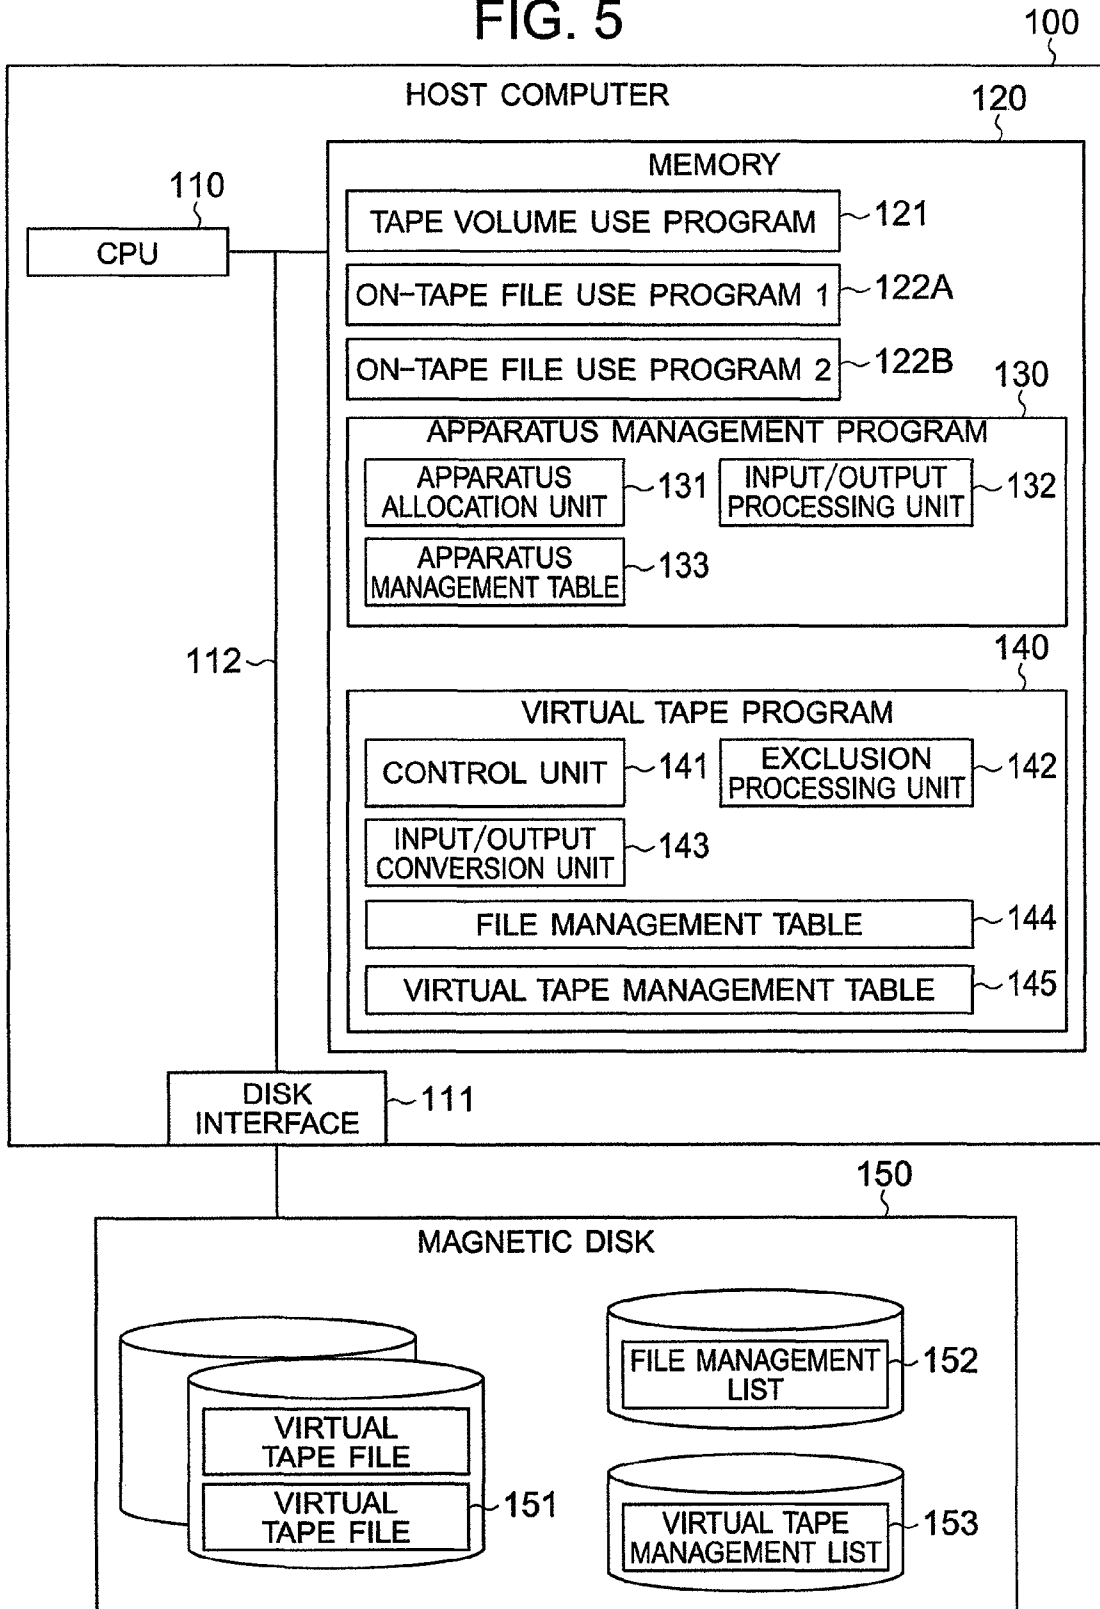 FIG. 5
100
HOST COMPUTER
120
MEMORY
110
CPU
TAPE VOLUME USE PROGRAM
121
ON-TAPE FILE USE PROGRAM 1
122A
ON-TAPE FILE USE PROGRAM 2
122B
130
APPARATUS MANAGEMENT PROGRAM
APPARATUS
ALLOCATION UNIT
131
INPUT/OUTPUT
PROCESSING UNIT
132
APPARATUS
MANAGEMENT TABLE
133
112
140
VIRTUAL TAPE PROGRAM
CONTROL UNIT
141
EXCLUSION
PROCESSING UNIT
142
INPUT/OUTPUT
CONVERSION UNIT
143
FILE MANAGEMENT TABLE
144
VIRTUAL TAPE MANAGEMENT TABLE
145
DISK
INTERFACE
111
150
MAGNETIC DISK
FILE MANAGEMENT
LIST
152
VIRTUAL
TAPE FILE
VIRTUAL
TAPE FILE
151
VIRTUAL TAPE
MANAGEMENT LIST
153